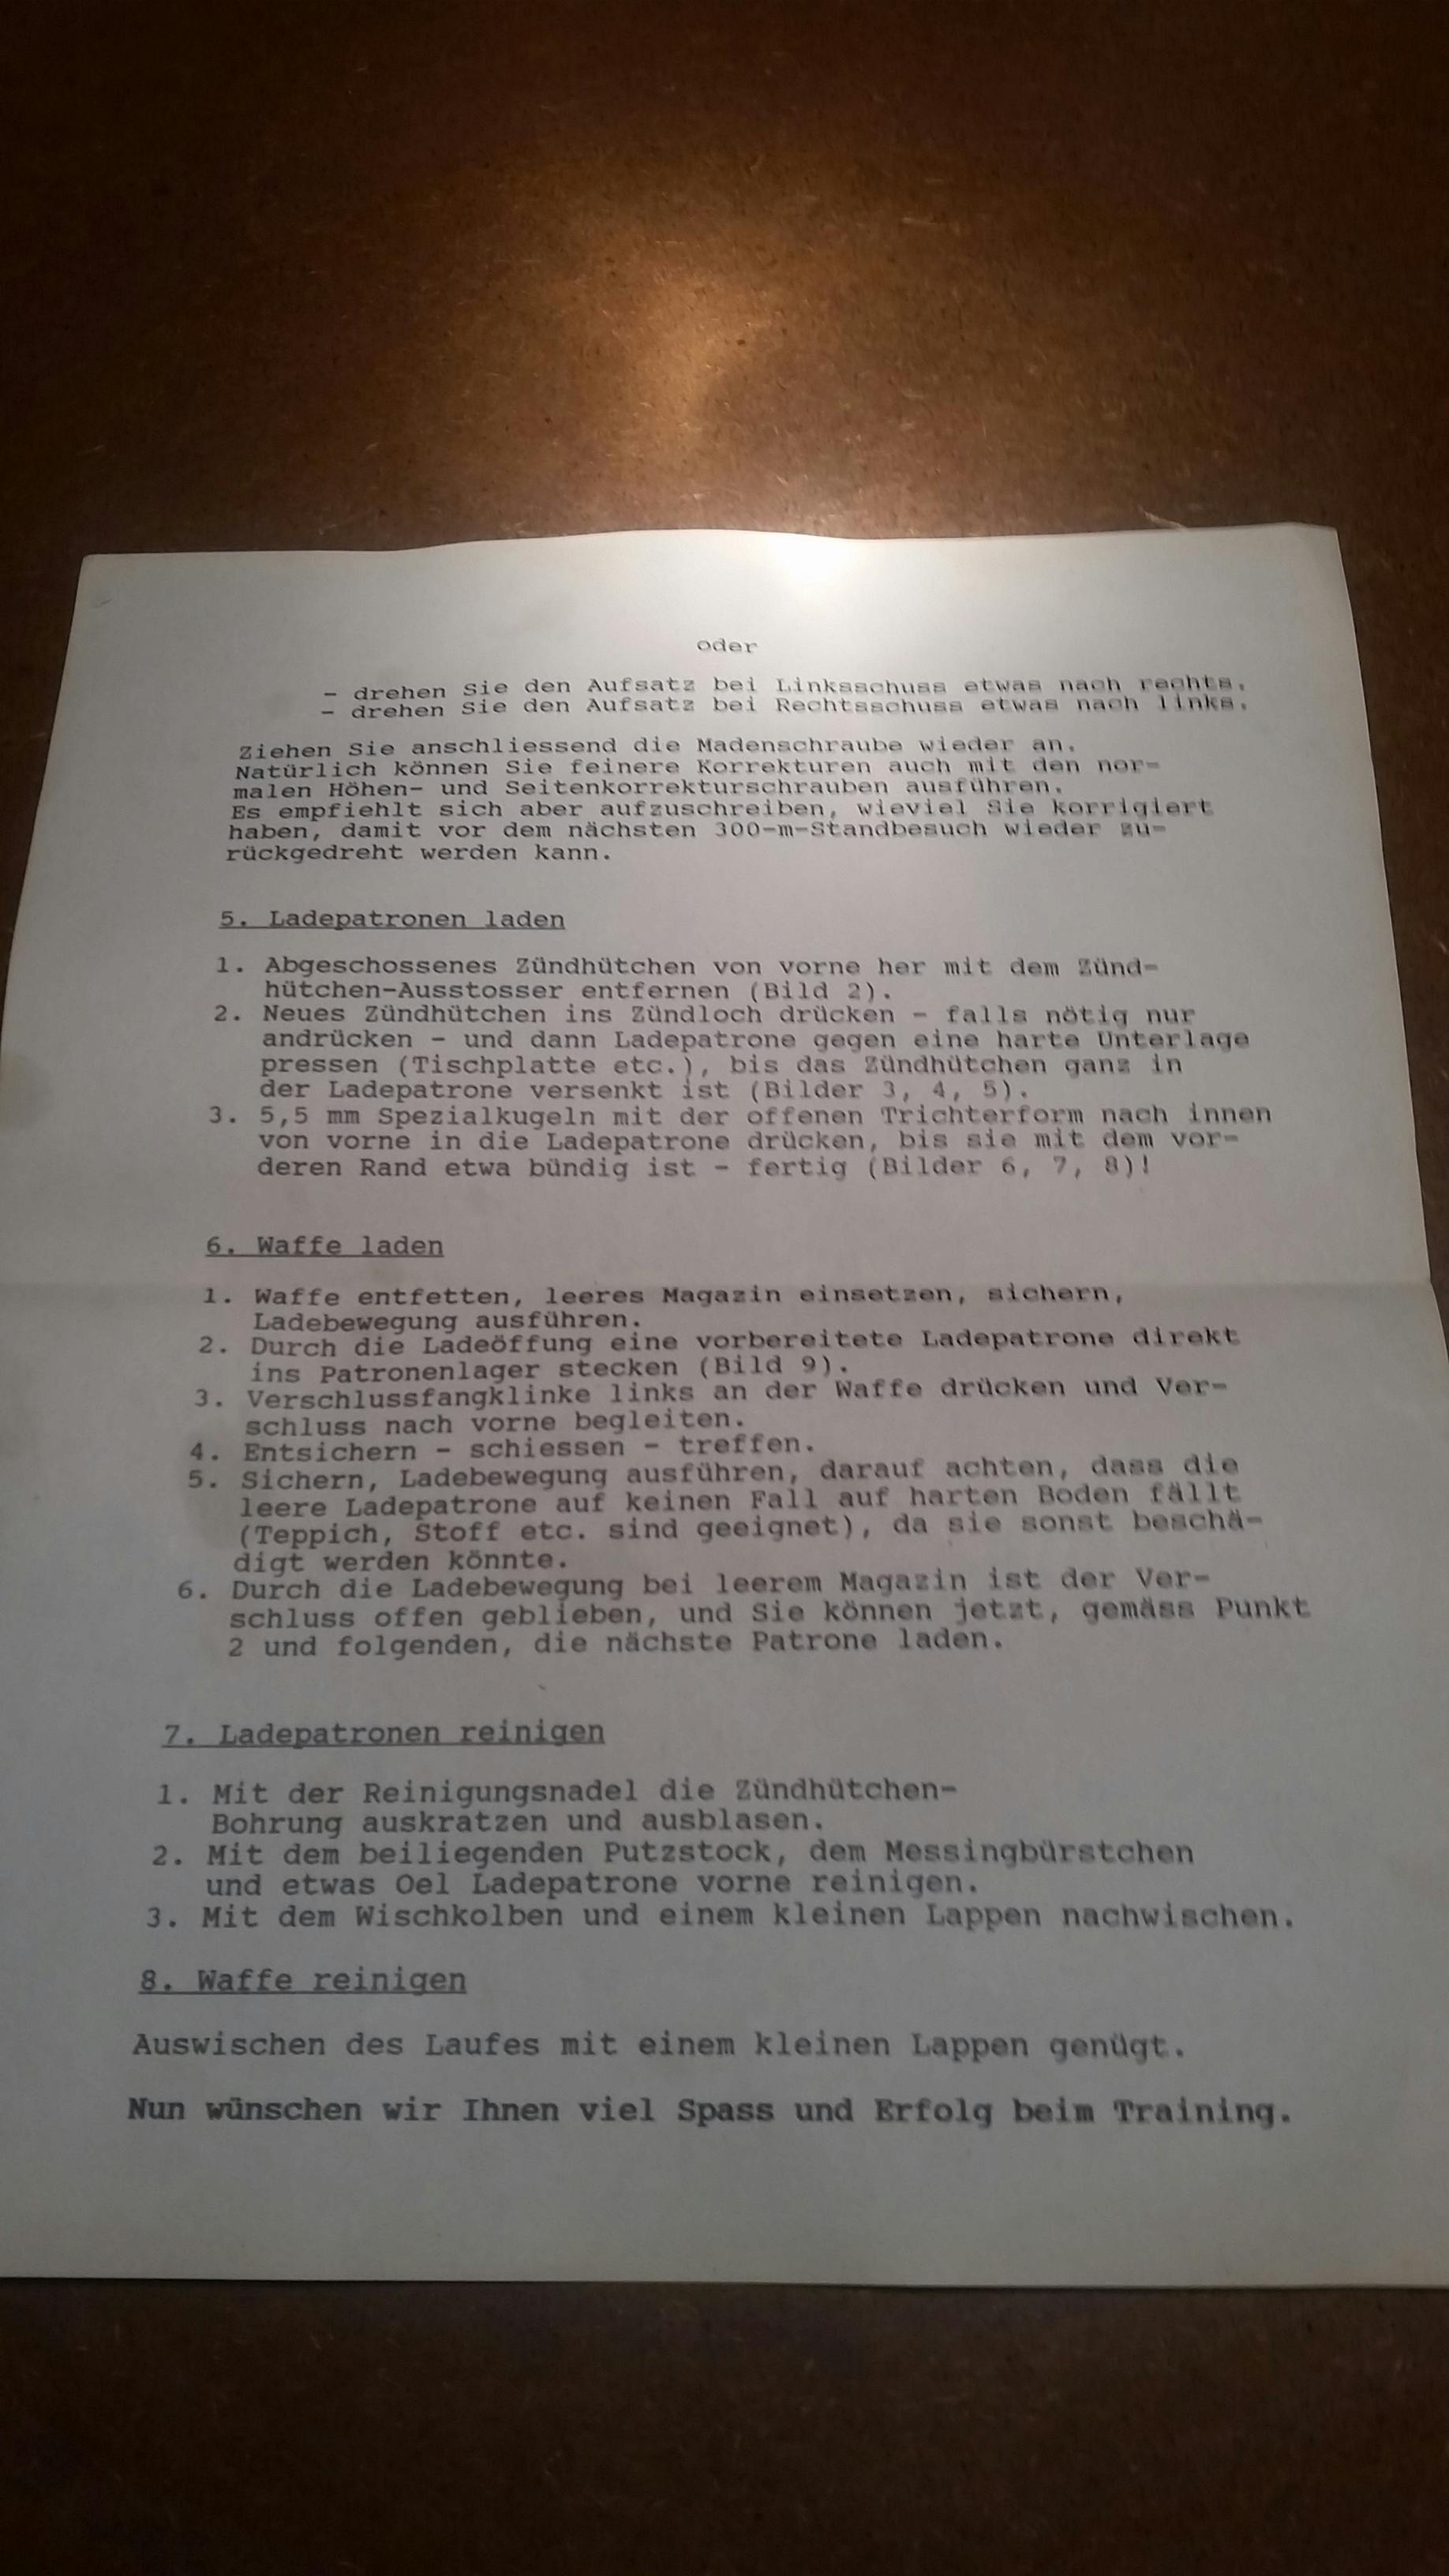 oder
- drehen Sie den Aufsatz bei Linksschuss etwas nach rechts.
- drehen Sie den Aufsatz bei Rechtsschuss etwas nach links.
Ziehen Sie anschliessend die Madenschraube wieder an.
Natürlich können Sie feinere Korrekturen auch mit den nor-
malen Höhen- und Seitenkorrekturschrauben ausführen.
Es empfiehlt sich aber aufzuschreiben, wieviel Sie korrigiert
haben, damit vor dem nächsten 300-m-Standbesuch wieder zu-
rückgedreht werden kann.
5. Ladepatronen laden
1. Abgeschossenes Zündhütchen von vorne her mit dem Zünd-
hütchen-Ausstosser entfernen (Bild 2).
2. Neues Zündhütchen ins Zündloch drücken - falls nötig nur
andrücken - und dann Ladepatrone gegen eine harte Unterlage
pressen (Tischplatte etc.), bis das Zündhütchen ganz in
der Ladepatrone versenkt ist (Bilder 3, 4, 5).
3. 5,5 mm Spezialkugeln mit der offenen Trichterform nach innen
von vorne in die Ladepatrone drücken, bis sie mit dem vor-
deren Rand etwa bündig ist - fertig (Bilder 6, 7, 8)!
6. Waffe laden
1. Waffe entfetten, leeres Magazin einsetzen, sichern,
Ladebewegung ausführen.
2. Durch die Ladeöffung eine vorbereitete Ladepatrone direkt
ins Patronenlager stecken (Bild 9).
3. Verschlussfangklinke links an der Waffe drücken und Ver-
schluss nach vorne begleiten.
4. Entsichern - schiessen - treffen.
5. Sichern, Ladebewegung ausführen, darauf achten, dass die
leere Ladepatrone auf keinen Fall auf harten Boden fällt
(Teppich, Stoff etc. sind geeignet), da sie sonst beschä-
digt werden könnte.
6. Durch die Ladebewegung bei leerem Magazin ist der Ver-
schluss offen geblieben, und Sie können jetzt, gemäss Punkt
2 und folgenden, die nächste Patrone laden.
7. Ladepatronen reinigen
1. Mit der Reinigungsnadel die Zündhütchen-
Bohrung auskratzen und ausblasen.
2. Mit dem beiliegenden Putzstock, dem Messingbürstchen
und etwas Oel Ladepatrone vorne reinigen.
3. Mit dem Wischkolben und einem kleinen Lappen nachwischen.
8. Waffe reinigen
Auswischen des Laufes mit einem kleinen Lappen genügt.
Nun wünschen wir Ihnen viel Spass und Erfolg beim Training.